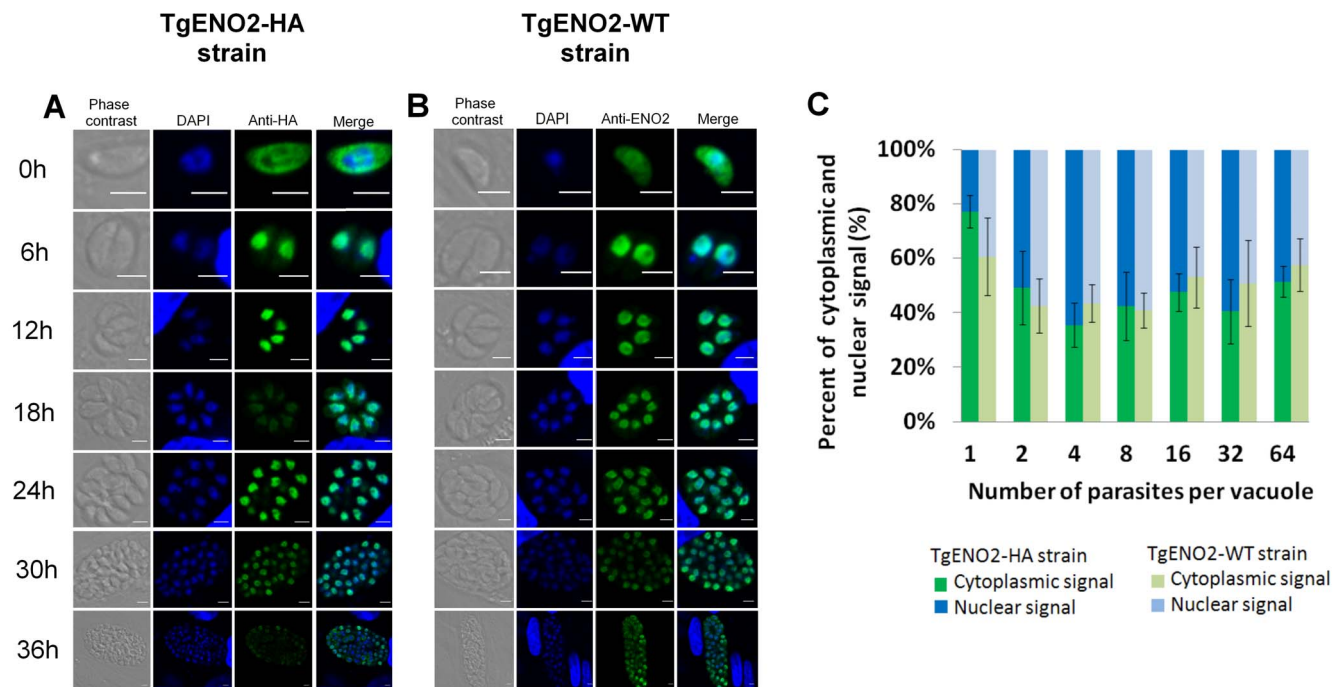 TgENO2-HA
strain
TgENO2-WT
strain
A
Phase
contrast
DAPI
Anti-HA
Merge
B
Phase
contrast
DAPI
Anti-ENO2
Merge
0h
6h
12h
18h
24h
30h
36h
C
Percent of cytoplasmic and
nuclear signal (%)
100%
80%
60%
40%
20%
0%
1 2 4 8 16 32 64
Number of parasites per vacuole
TgENO2-HA strain
Cytoplasmic signal
Nuclear signal
TgENO2-WT strain
Cytoplasmic signal
Nuclear signal